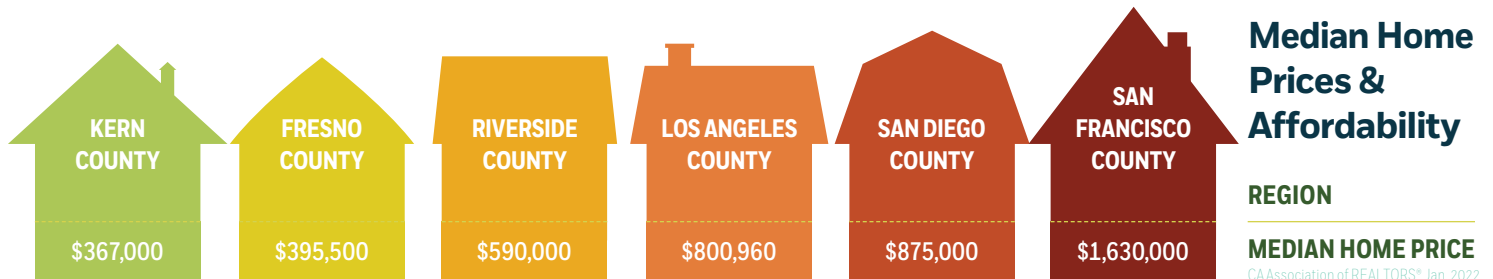 KERN
COUNTY
$367,000
FRESNO
COUNTY
$395,500
RIVERSIDE
COUNTY
$590,000
LOS ANGELES
COUNTY
$800,960
SAN DIEGO
COUNTY
$875,000
SAN
FRANCISCO
COUNTY
$1,630,000
Median Home
Prices &
Affordability
REGION
MEDIAN HOME PRICE
CA Association of REALTORS® Jan. 2022